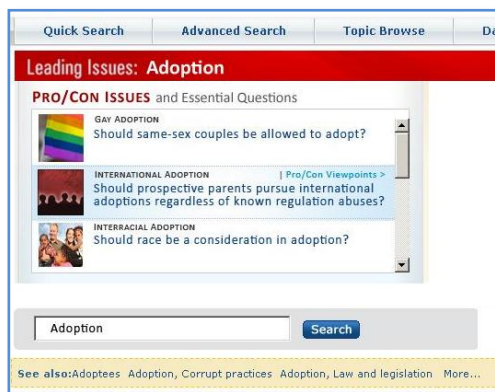 Quick Search Advanced Search Topic Browse Da
Leading Issues: Adoption
PRO/CON ISSUES and Essential Questions
GAY ADOPTION
Should same-sex couples be allowed to adopt?
INTERNATIONAL ADOPTION | Pro/Con Viewpoints >
Should prospective parents pursue international
adoptions regardless of known regulation abuses?
INTERRACIAL ADOPTION
Should race be a consideration in adoption?
Adoption Search
See also:Adoptees Adoption, Corrupt practices Adoption, Law and legislation More...